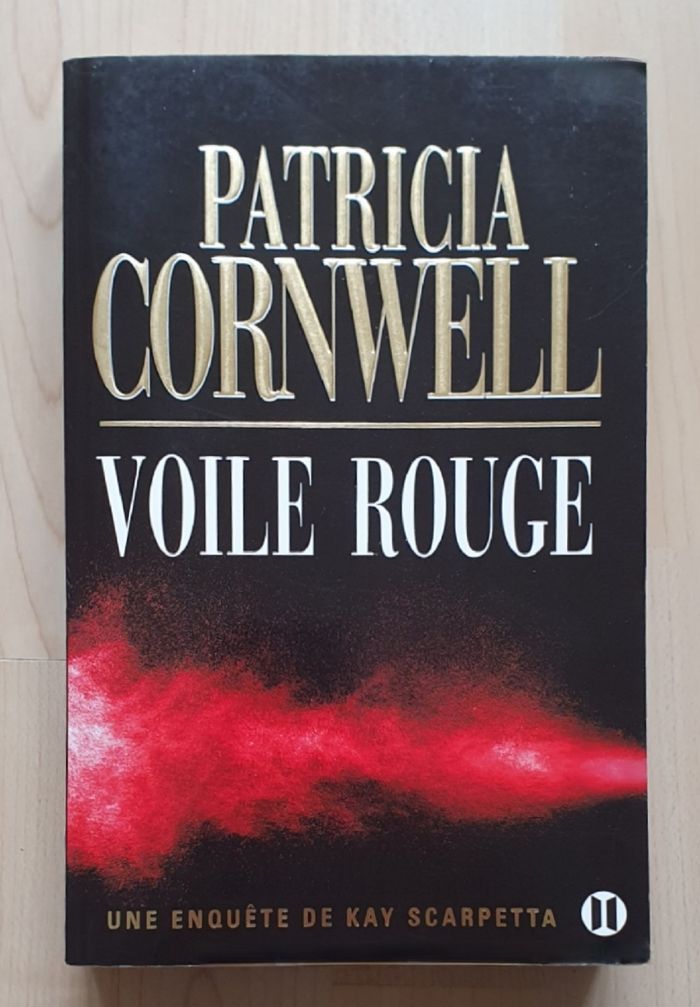 PATRICIA
CORNWELL
VOILE ROUGE
UNE ENQUÊTE DE KAY SCARPETTA